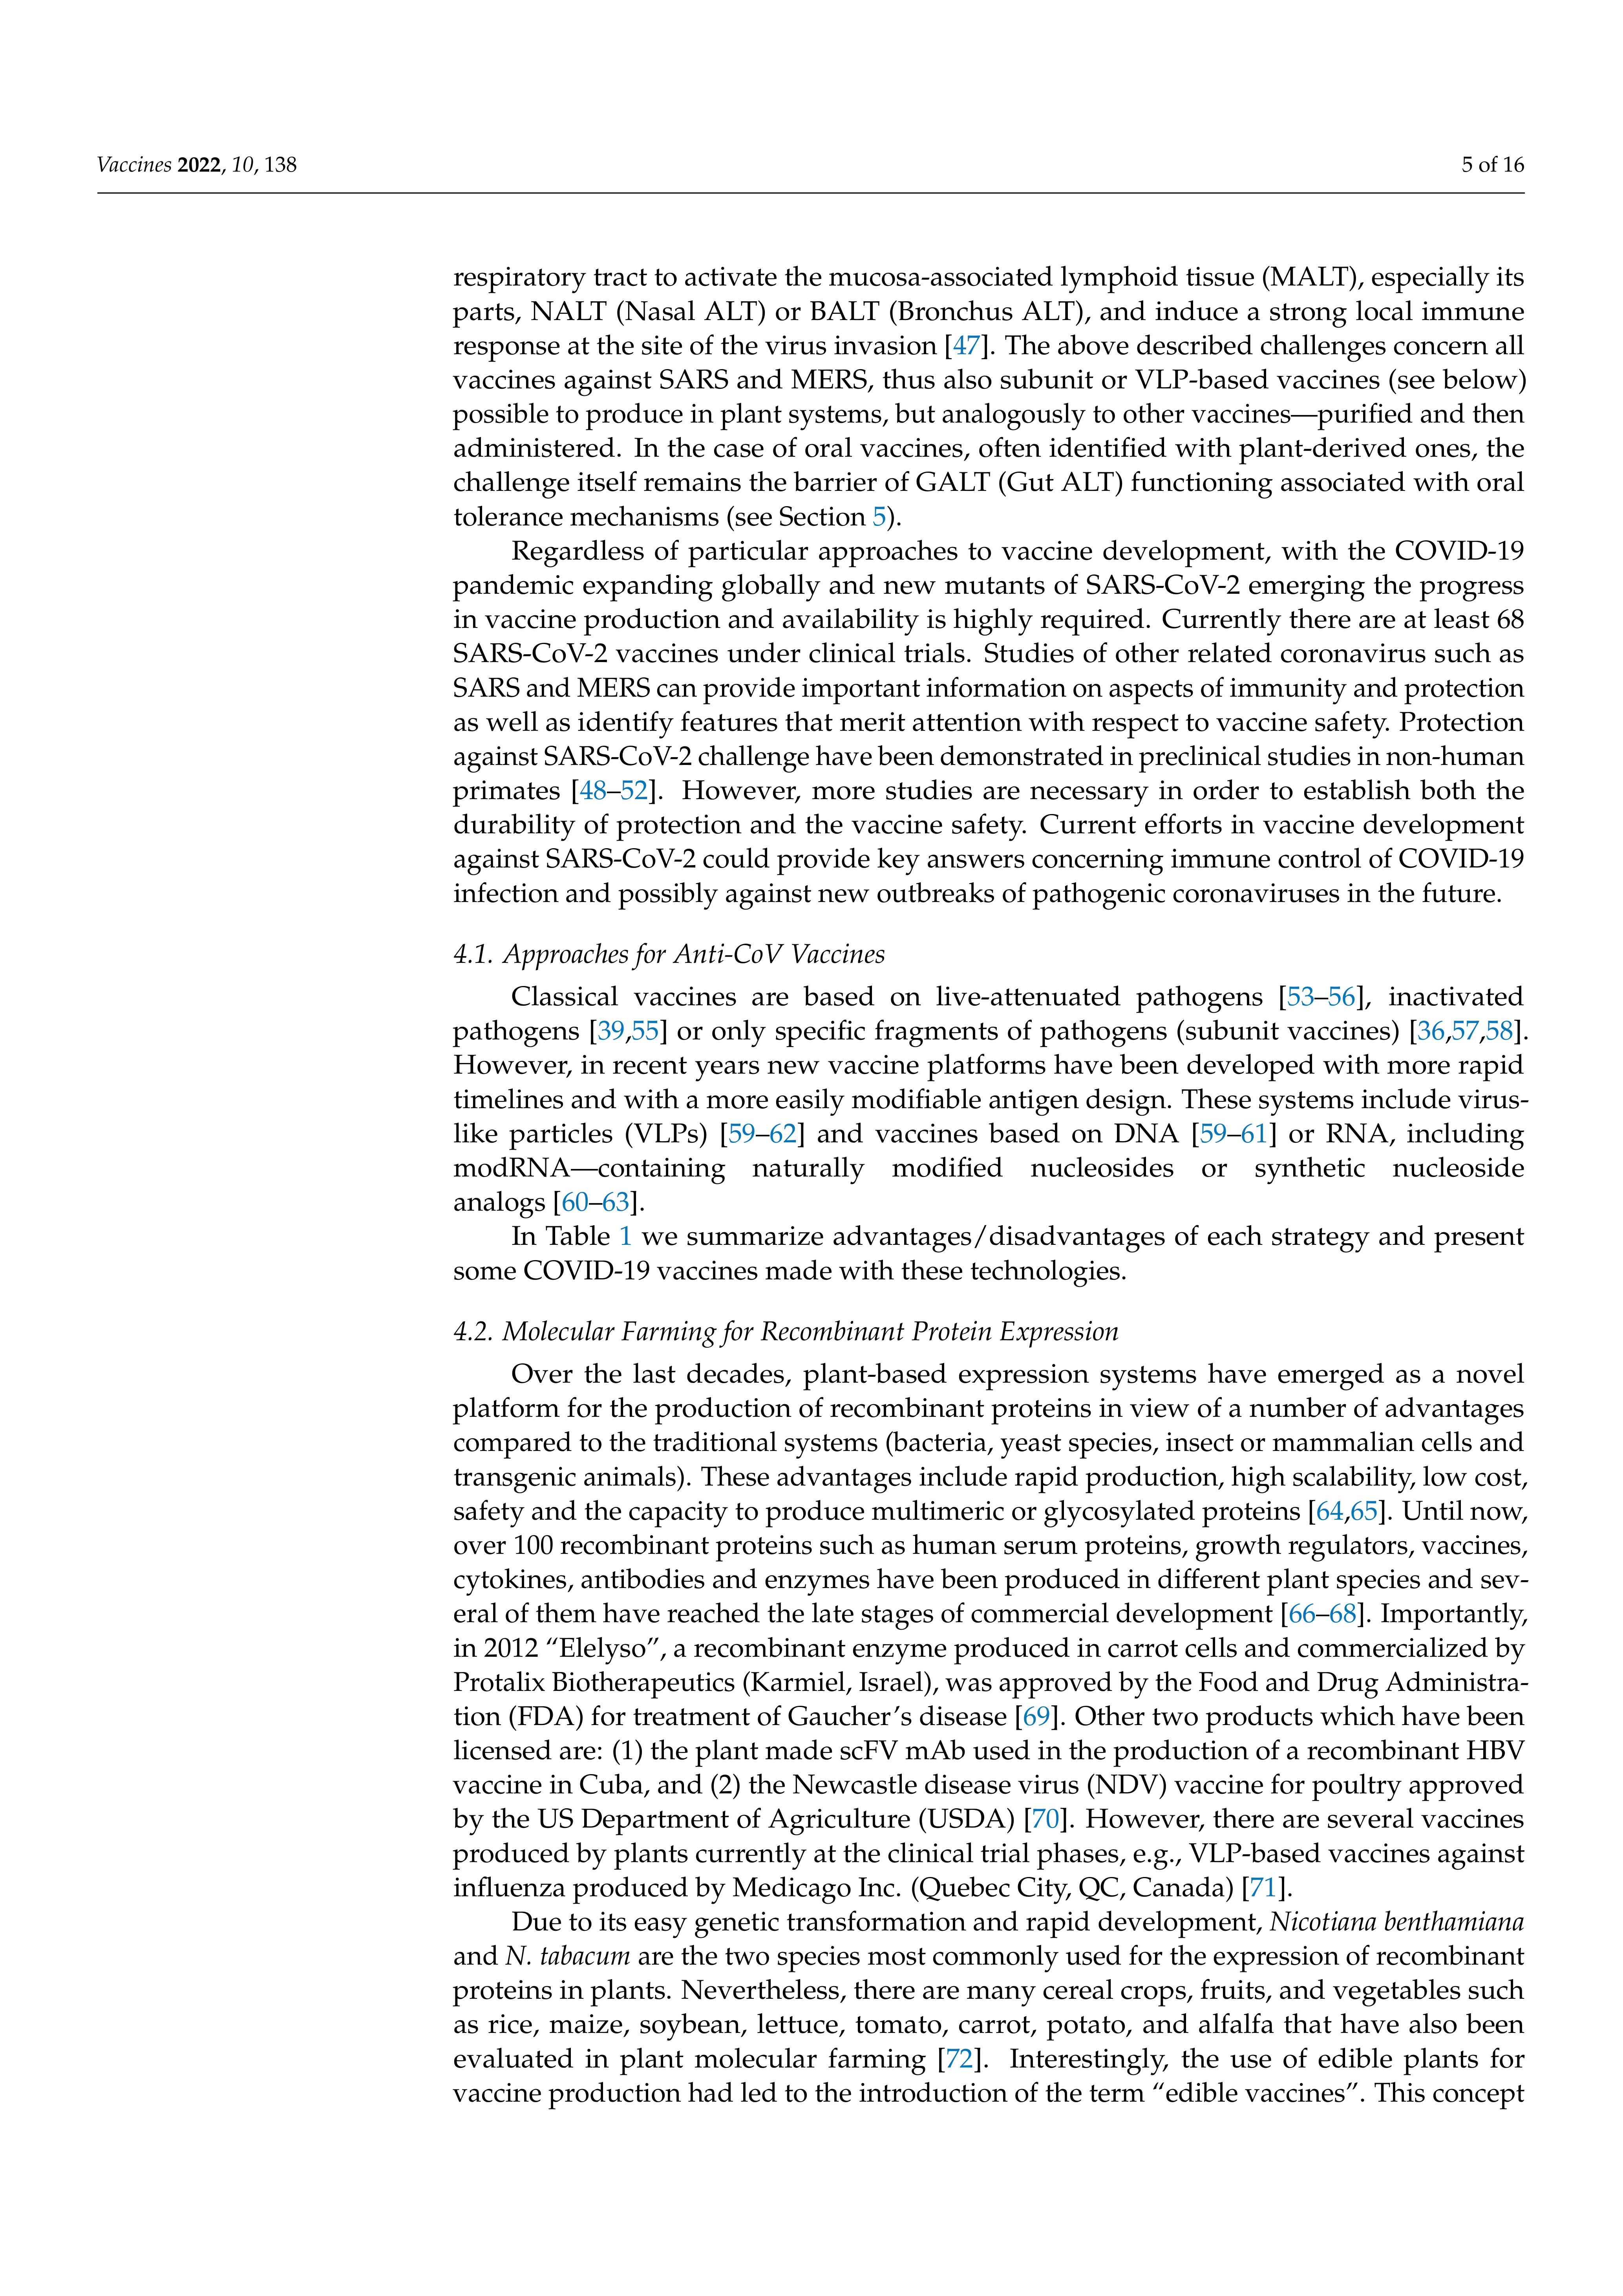 Vaccines 2022, 10, 138
5 of 16
respiratory tract to activate the mucosa-associated lymphoid tissue (MALT), especially its
parts, NALT (Nasal ALT) or BALT (Bronchus ALT), and induce a strong local immune
response at the site of the virus invasion [47]. The above described challenges concern all
vaccines against SARS and MERS, thus also subunit or VLP-based vaccines (see below)
possible to produce in plant systems, but analogously to other vaccines—purified and then
administered. In the case of oral vaccines, often identified with plant-derived ones, the
challenge itself remains the barrier of GALT (Gut ALT) functioning associated with oral
tolerance mechanisms (see Section 5).
Regardless of particular approaches to vaccine development, with the COVID-19
pandemic expanding globally and new mutants of SARS-CoV-2 emerging the progress
in vaccine production and availability is highly required. Currently there are at least 68
SARS-CoV-2 vaccines under clinical trials. Studies of other related coronavirus such as
SARS and MERS can provide important information on aspects of immunity and protection
as well as identify features that merit attention with respect to vaccine safety. Protection
against SARS-CoV-2 challenge have been demonstrated in preclinical studies in non-human
primates [48–52]. However, more studies are necessary in order to establish both the
durability of protection and the vaccine safety. Current efforts in vaccine development
against SARS-CoV-2 could provide key answers concerning immune control of COVID-19
infection and possibly against new outbreaks of pathogenic coronaviruses in the future.
4.1. Approaches for Anti-CoV Vaccines
Classical vaccines are based on live-attenuated pathogens [53–56], inactivated
pathogens [39,55] or only specific fragments of pathogens (subunit vaccines) [36,57,58].
However, in recent years new vaccine platforms have been developed with more rapid
timelines and with a more easily modifiable antigen design. These systems include virus-
like particles (VLPs) [59–62] and vaccines based on DNA [59–61] or RNA, including
modRNA—containing naturally modified nucleosides or synthetic nucleoside
analogs [60–63].
In Table 1 we summarize advantages/disadvantages of each strategy and present
some COVID-19 vaccines made with these technologies.
4.2. Molecular Farming for Recombinant Protein Expression
Over the last decades, plant-based expression systems have emerged as a novel
platform for the production of recombinant proteins in view of a number of advantages
compared to the traditional systems (bacteria, yeast species, insect or mammalian cells and
transgenic animals). These advantages include rapid production, high scalability, low cost,
safety and the capacity to produce multimeric or glycosylated proteins [64,65]. Until now,
over 100 recombinant proteins such as human serum proteins, growth regulators, vaccines,
cytokines, antibodies and enzymes have been produced in different plant species and sev-
eral of them have reached the late stages of commercial development [66–68]. Importantly,
in 2012 “Elelyso”, a recombinant enzyme produced in carrot cells and commercialized by
Protalix Biotherapeutics (Karmiel, Israel), was approved by the Food and Drug Administra-
tion (FDA) for treatment of Gaucher’s disease [69]. Other two products which have been
licensed are: (1) the plant made scFV mAb used in the production of a recombinant HBV
vaccine in Cuba, and (2) the Newcastle disease virus (NDV) vaccine for poultry approved
by the US Department of Agriculture (USDA) [70]. However, there are several vaccines
produced by plants currently at the clinical trial phases, e.g., VLP-based vaccines against
influenza produced by Medicago Inc. (Quebec City, QC, Canada) [71].
Due to its easy genetic transformation and rapid development, Nicotiana benthamiana
and N. tabacum are the two species most commonly used for the expression of recombinant
proteins in plants. Nevertheless, there are many cereal crops, fruits, and vegetables such
as rice, maize, soybean, lettuce, tomato, carrot, potato, and alfalfa that have also been
evaluated in plant molecular farming [72]. Interestingly, the use of edible plants for
vaccine production had led to the introduction of the term “edible vaccines”. This concept